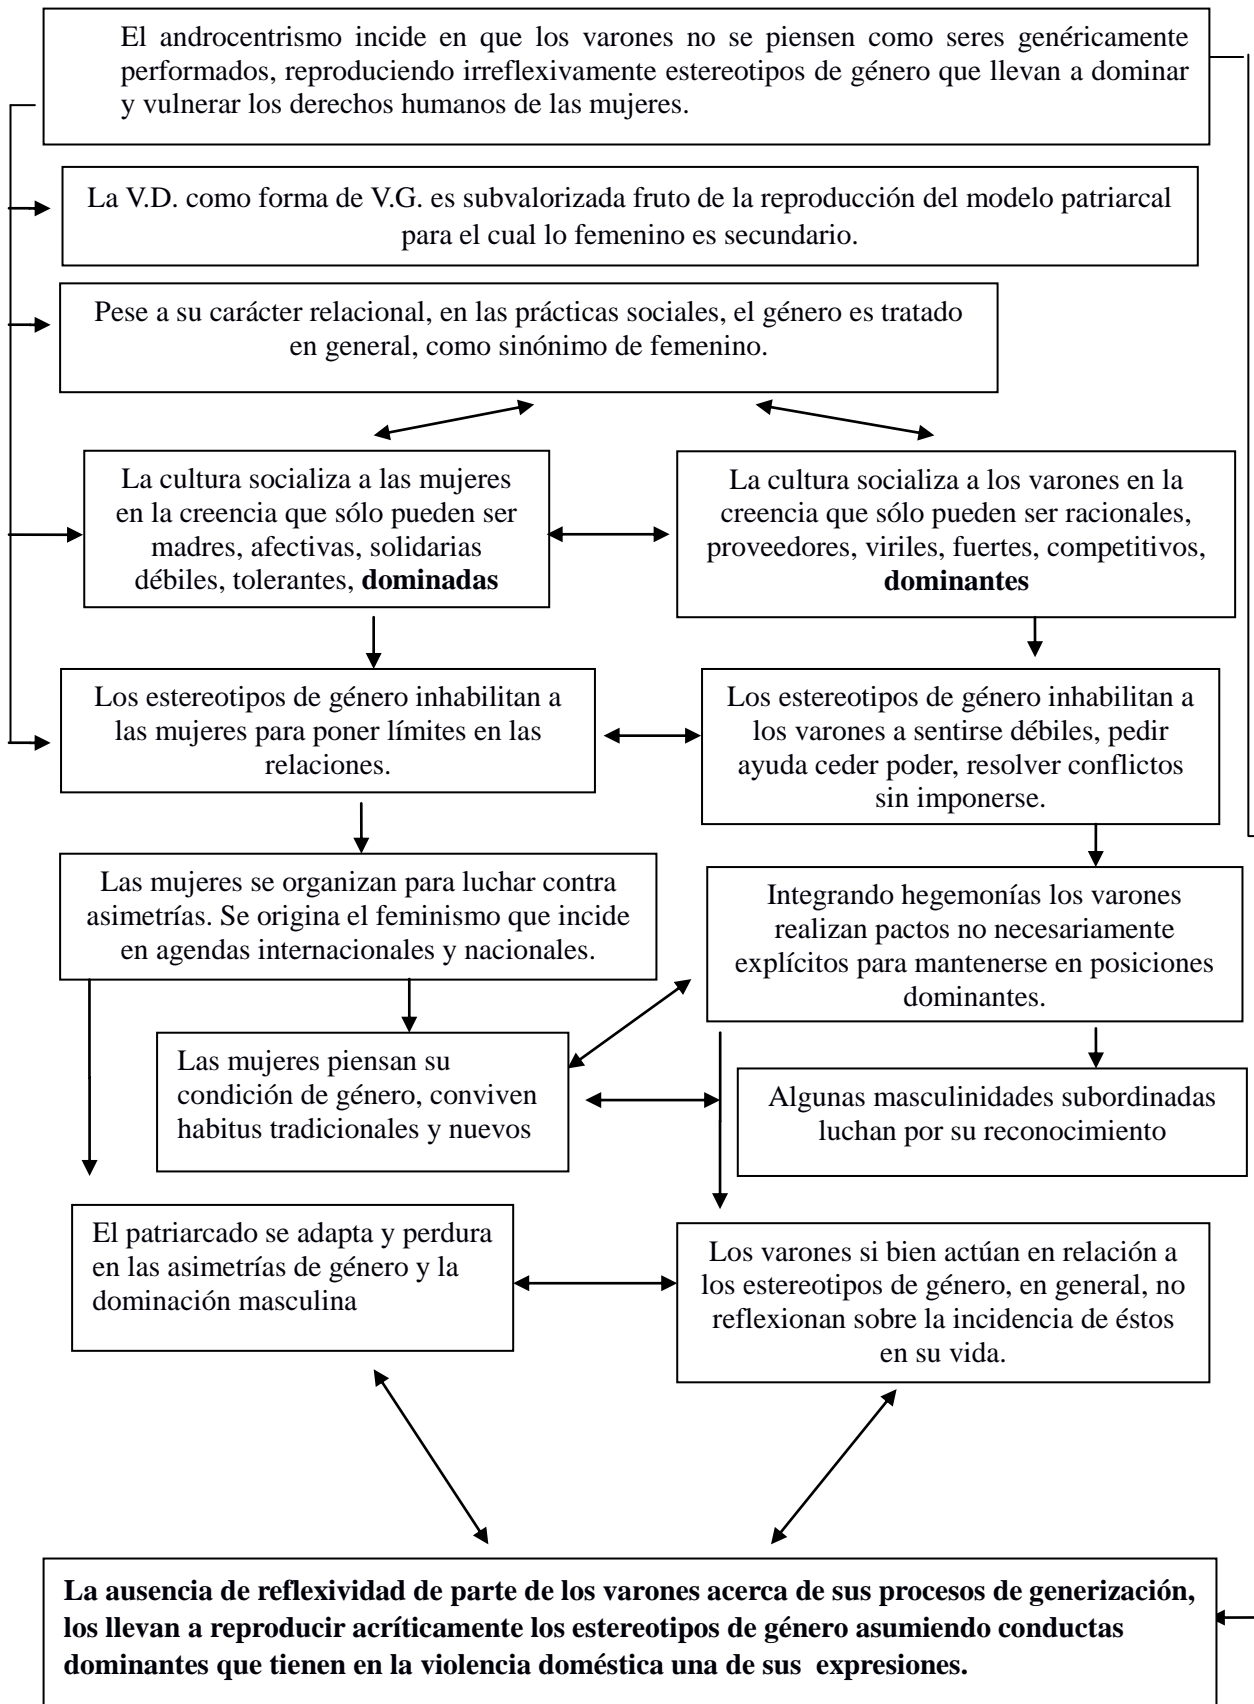 El androcentrismo incide en que los varones no se piensen como seres genéricamente
performados, reproduciendo irreflexivamente estereotipos de género que llevan a dominar
y vulnerar los derechos humanos de las mujeres.
La V.D. como forma de V.G. es subvalorizada fruto de la reproducción del modelo patriarcal
para el cual lo femenino es secundario.
Pese a su carácter relacional, en las prácticas sociales, el género es tratado
en general, como sinónimo de femenino.
La cultura socializa a las mujeres
en la creencia que sólo pueden ser
madres, afectivas, solidarias
débiles, tolerantes, dominadas
La cultura socializa a los varones en la
creencia que sólo pueden ser racionales,
proveedores, viriles, fuertes, competitivos,
dominantes
Los estereotipos de género inhabilitan a
las mujeres para poner límites en las
relaciones.
Los estereotipos de género inhabilitan a
los varones a sentirse débiles, pedir
ayuda ceder poder, resolver conflictos
sin imponerse.
Las mujeres se organizan para luchar contra
asimetrías. Se origina el feminismo que incide
en agendas internacionales y nacionales.
Integrando hegemonías los varones
realizan pactos no necesariamente
explícitos para mantenerse en posiciones
dominantes.
Las mujeres piensan su
condición de género, conviven
habitus tradicionales y nuevos
Algunas masculinidades subordinadas
luchan por su reconocimiento
El patriarcado se adapta y perdura
en las asimetrías de género y la
dominación masculina
Los varones si bien actúan en relación a
los estereotipos de género, en general, no
reflexionan sobre la incidencia de éstos
en su vida.
La ausencia de reflexividad de parte de los varones acerca de sus procesos de generización,
los llevan a reproducir acríticamente los estereotipos de género asumiendo conductas
dominantes que tienen en la violencia doméstica una de sus expresiones.